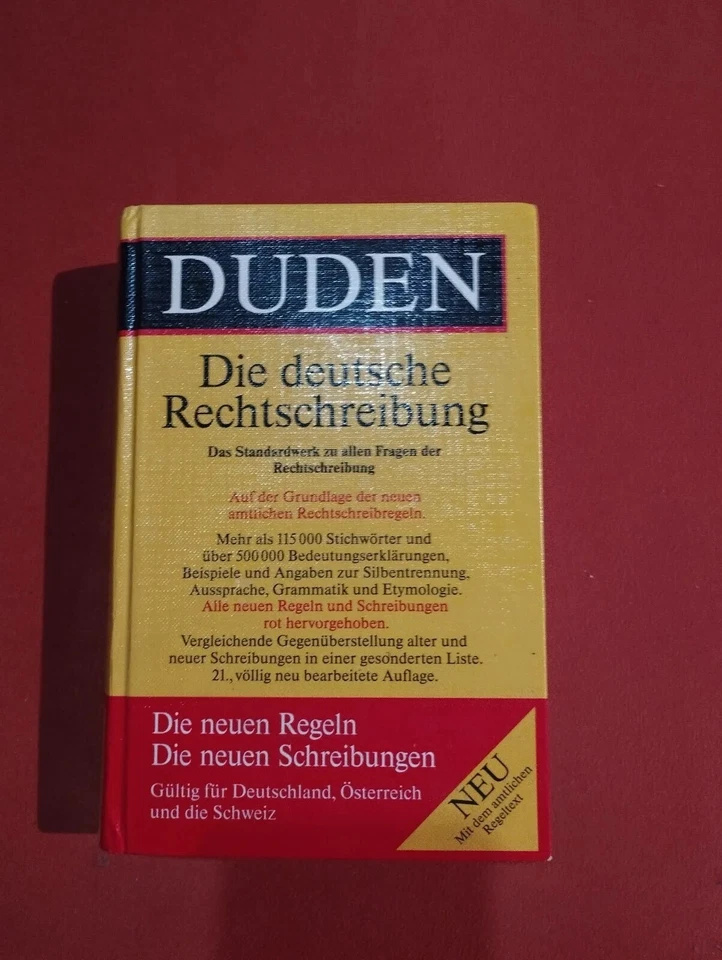 DUDEN
Die deutsche
Rechtschreibung
Das Standardwerk zu allen Fragen der
Rechtschreibung
Auf der Grundlage der neuen
amtlichen Rechtschreibregeln.
Mehr als 115 000 Stichwörter und
über 500 000 Bedeutungserklärungen,
Beispiele und Angaben zur Silbentrennung,
Aussprache, Grammatik und Etymologie.
Alle neuen Regeln und Schreibungen
rot hervorgehoben.
Vergleichende Gegenüberstellung alter und
neuer Schreibungen in einer gesonderten Liste.
21., völlig neu bearbeitete Auflage.
Die neuen Regeln
Die neuen Schreibungen
Gültig für Deutschland, Österreich
und die Schweiz
NEU
Mit dem amtlichen
Regeltext